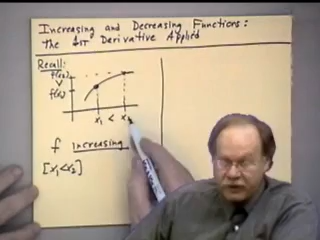 Increasing and Decreasing Functions:
The 1st Derivative Applied
Recall:
f(x₂)
V
f(x₁)
x₁ < x₂
f Increasing
[x₁<x₂]